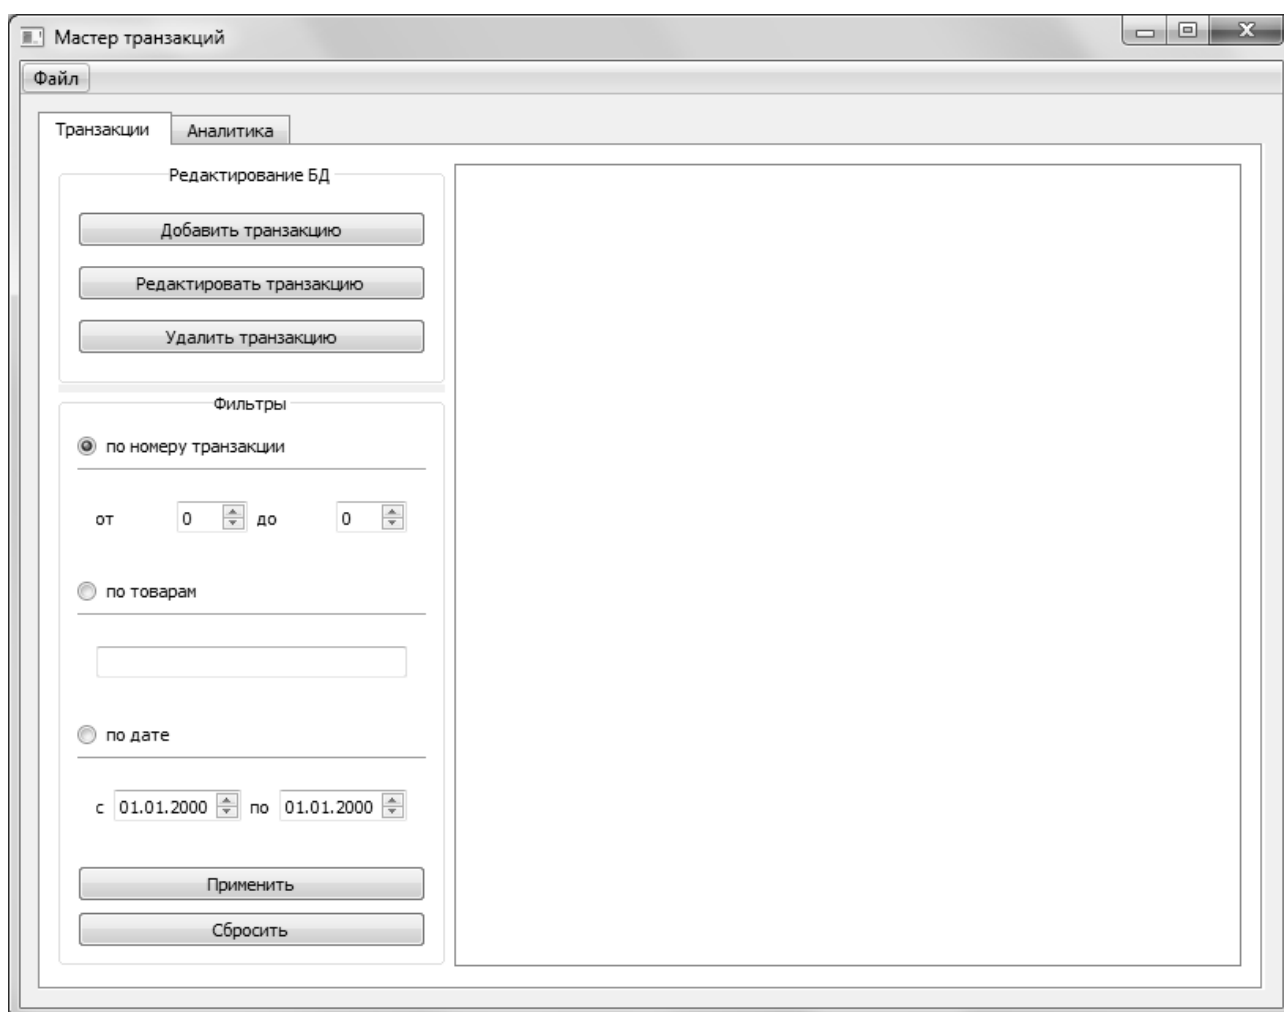 Мастер транзакций
Файл
Транзакции Аналитика
Редактирование БД
Добавить транзакцию
Редактировать транзакцию
Удалить транзакцию
Фильтры
по номеру транзакции
от 0 до 0
по товарам
по дате
с 01.01.2000 по 01.01.2000
Применить
Сбросить